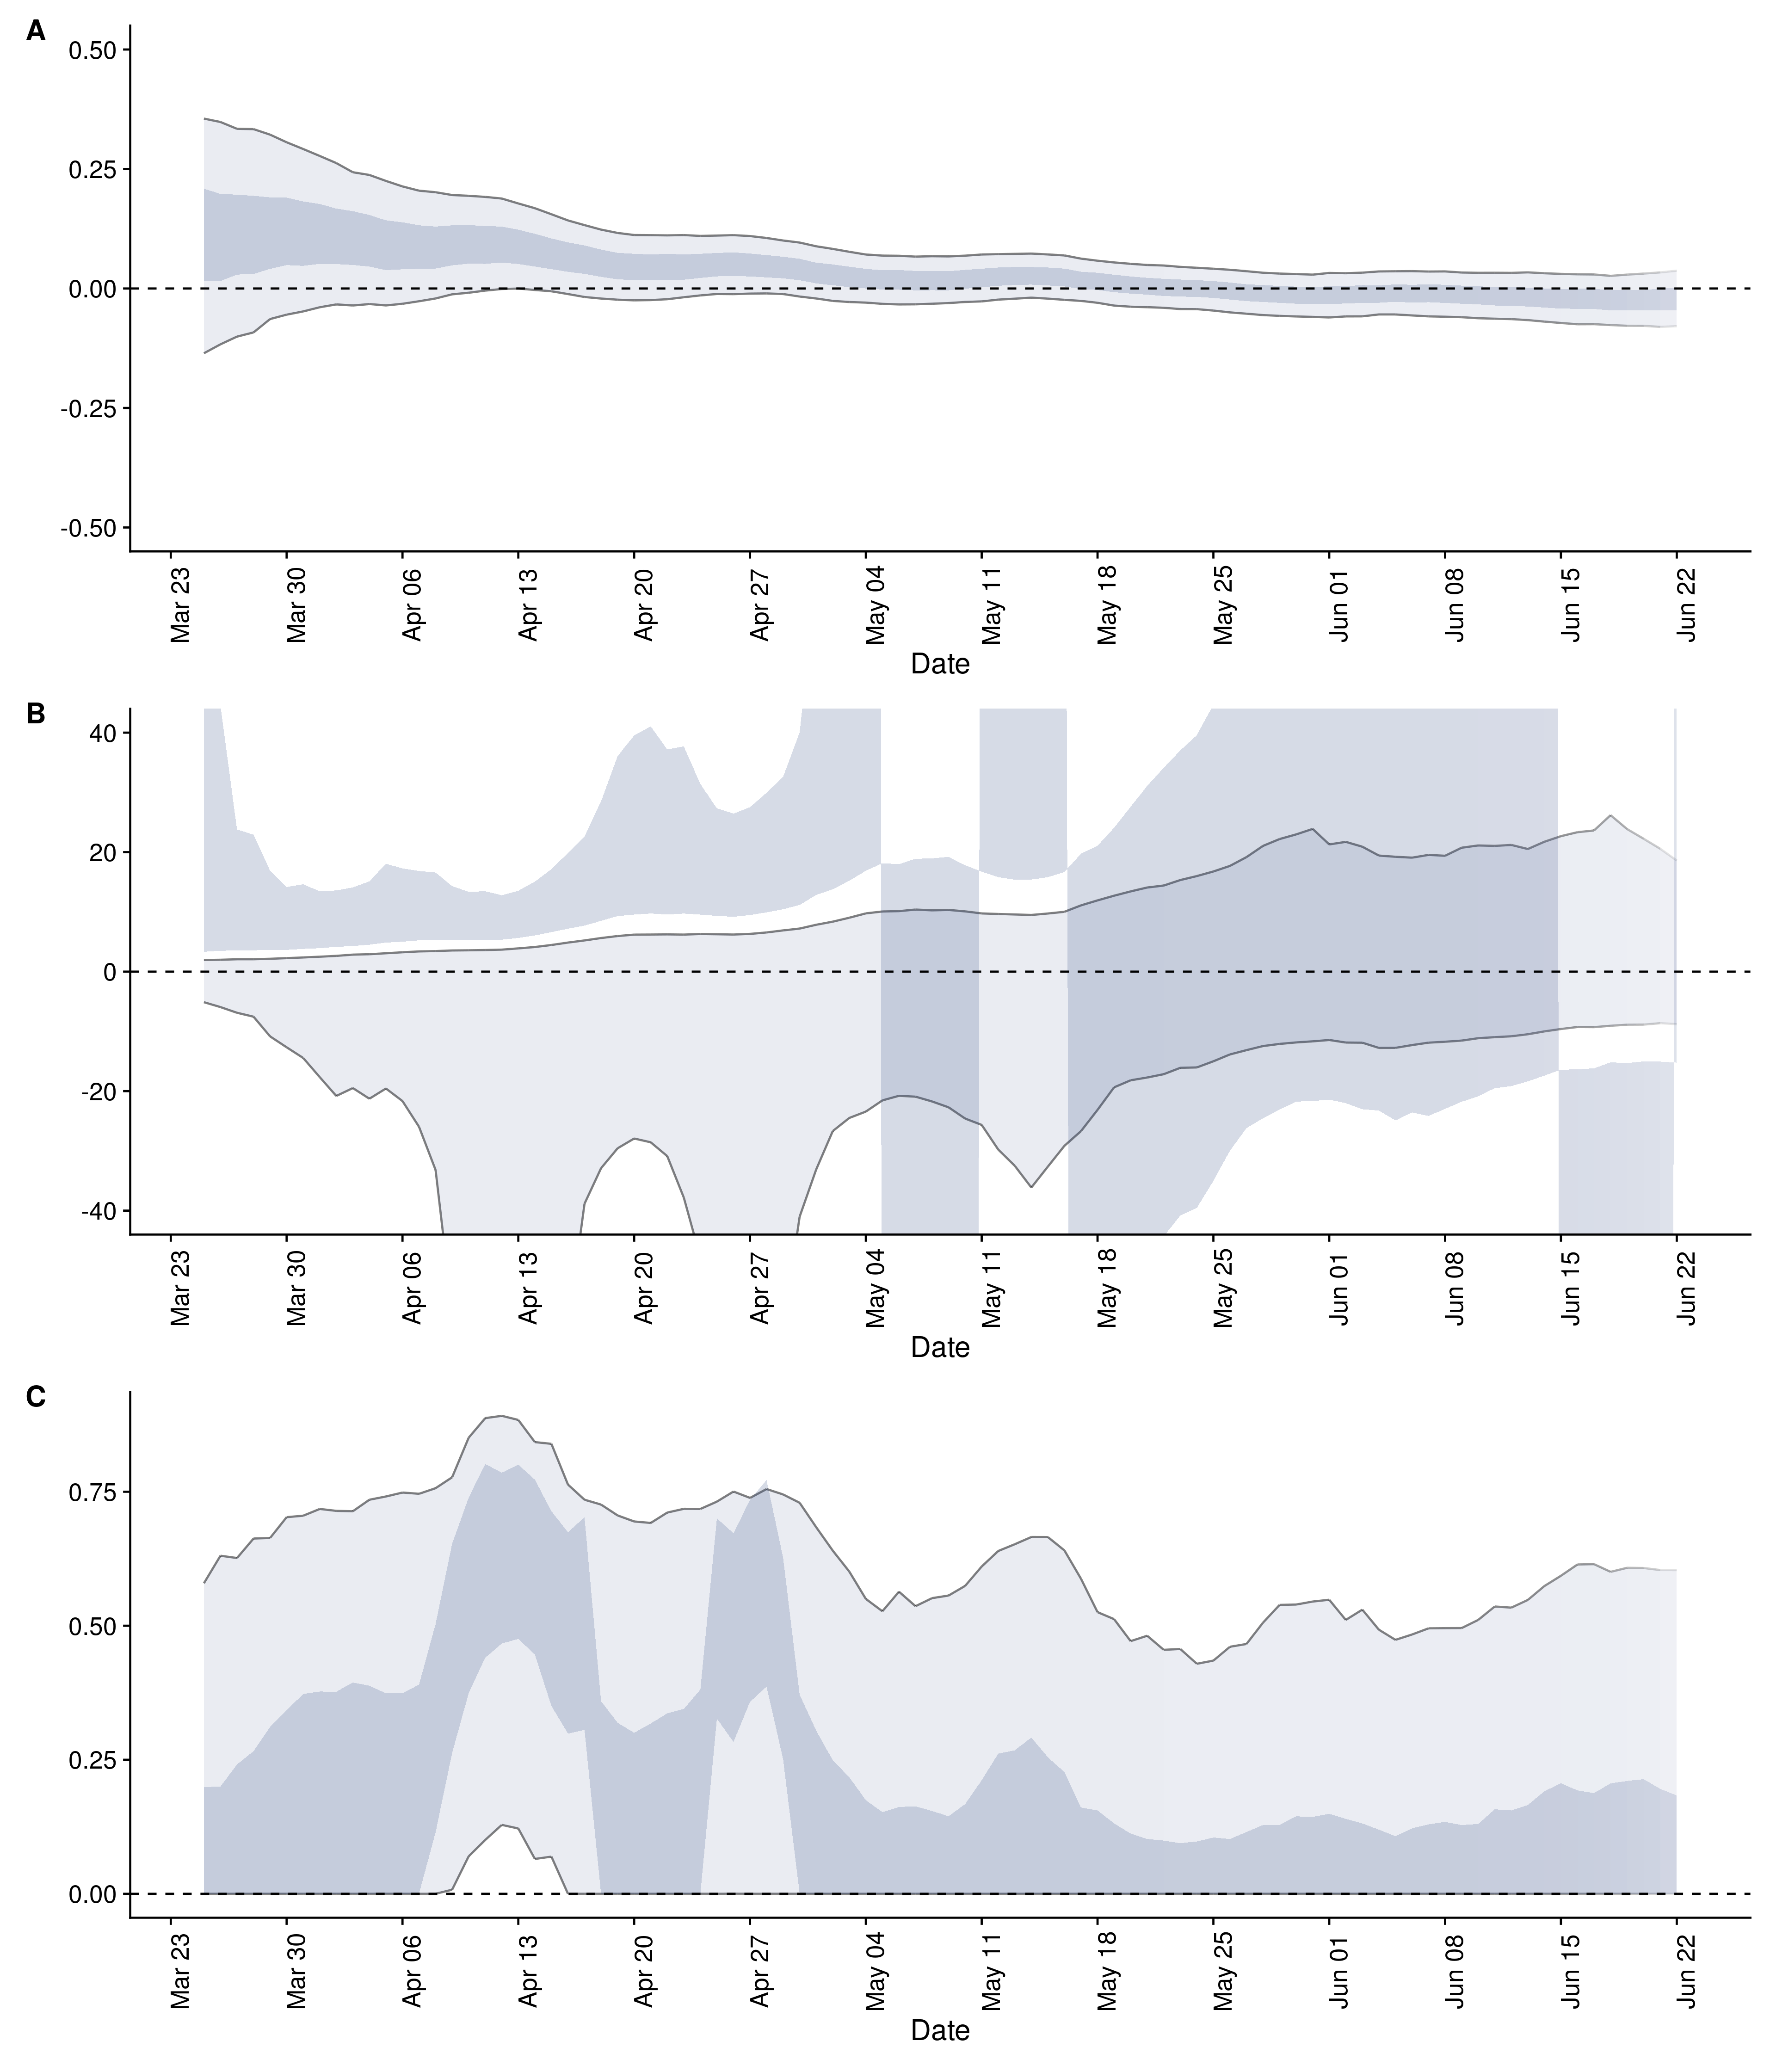 A
0.50
0.25
0.00
-0.25
-0.50
Mar 23
Mar 30
Apr 06
Apr 13
Apr 20
Apr 27
May 04
May 11
May 18
May 25
Jun 01
Jun 08
Jun 15
Jun 22
Date
B
40
20
0
-20
-40
Mar 23
Mar 30
Apr 06
Apr 13
Apr 20
Apr 27
May 04
May 11
May 18
May 25
Jun 01
Jun 08
Jun 15
Jun 22
Date
C
0.75
0.50
0.25
0.00
Mar 23
Mar 30
Apr 06
Apr 13
Apr 20
Apr 27
May 04
May 11
May 18
May 25
Jun 01
Jun 08
Jun 15
Jun 22
Date